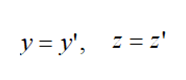 y = y', z = z'